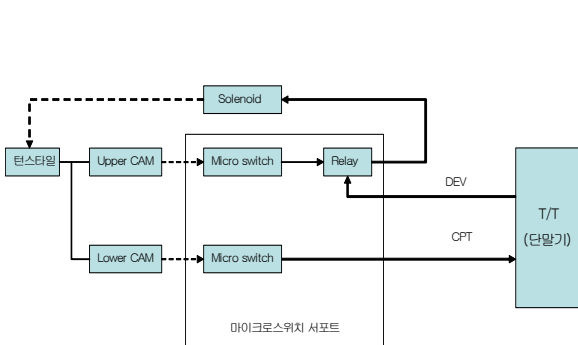 Solenoid
턴스타일
Upper CAM
Micro switch
Relay
DEV
T/T
(단말기)
CPT
Lower CAM
Micro switch
마이크로스위치 서포트